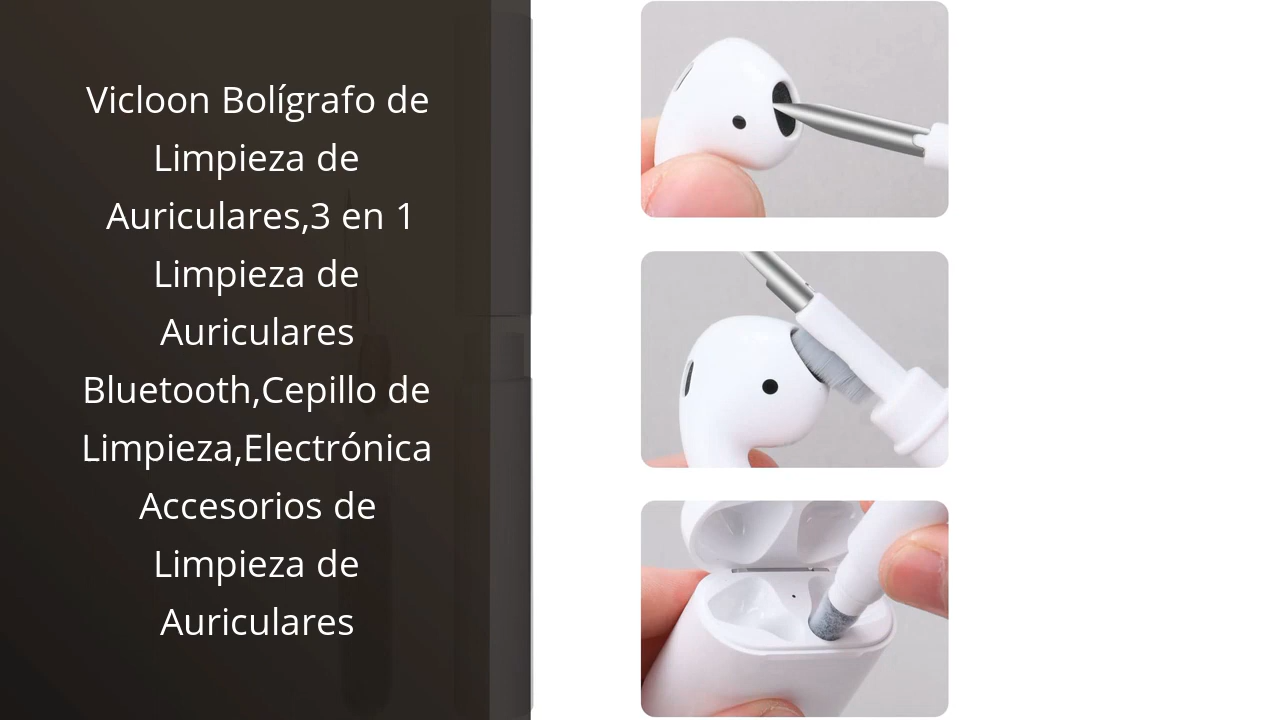 Vicloon Bolígrafo de
Limpieza de
Auriculares,3 en 1
Limpieza de
Auriculares
Bluetooth,Cepillo de
Limpieza,Electrónica
Accesorios de
Limpieza de
Auriculares